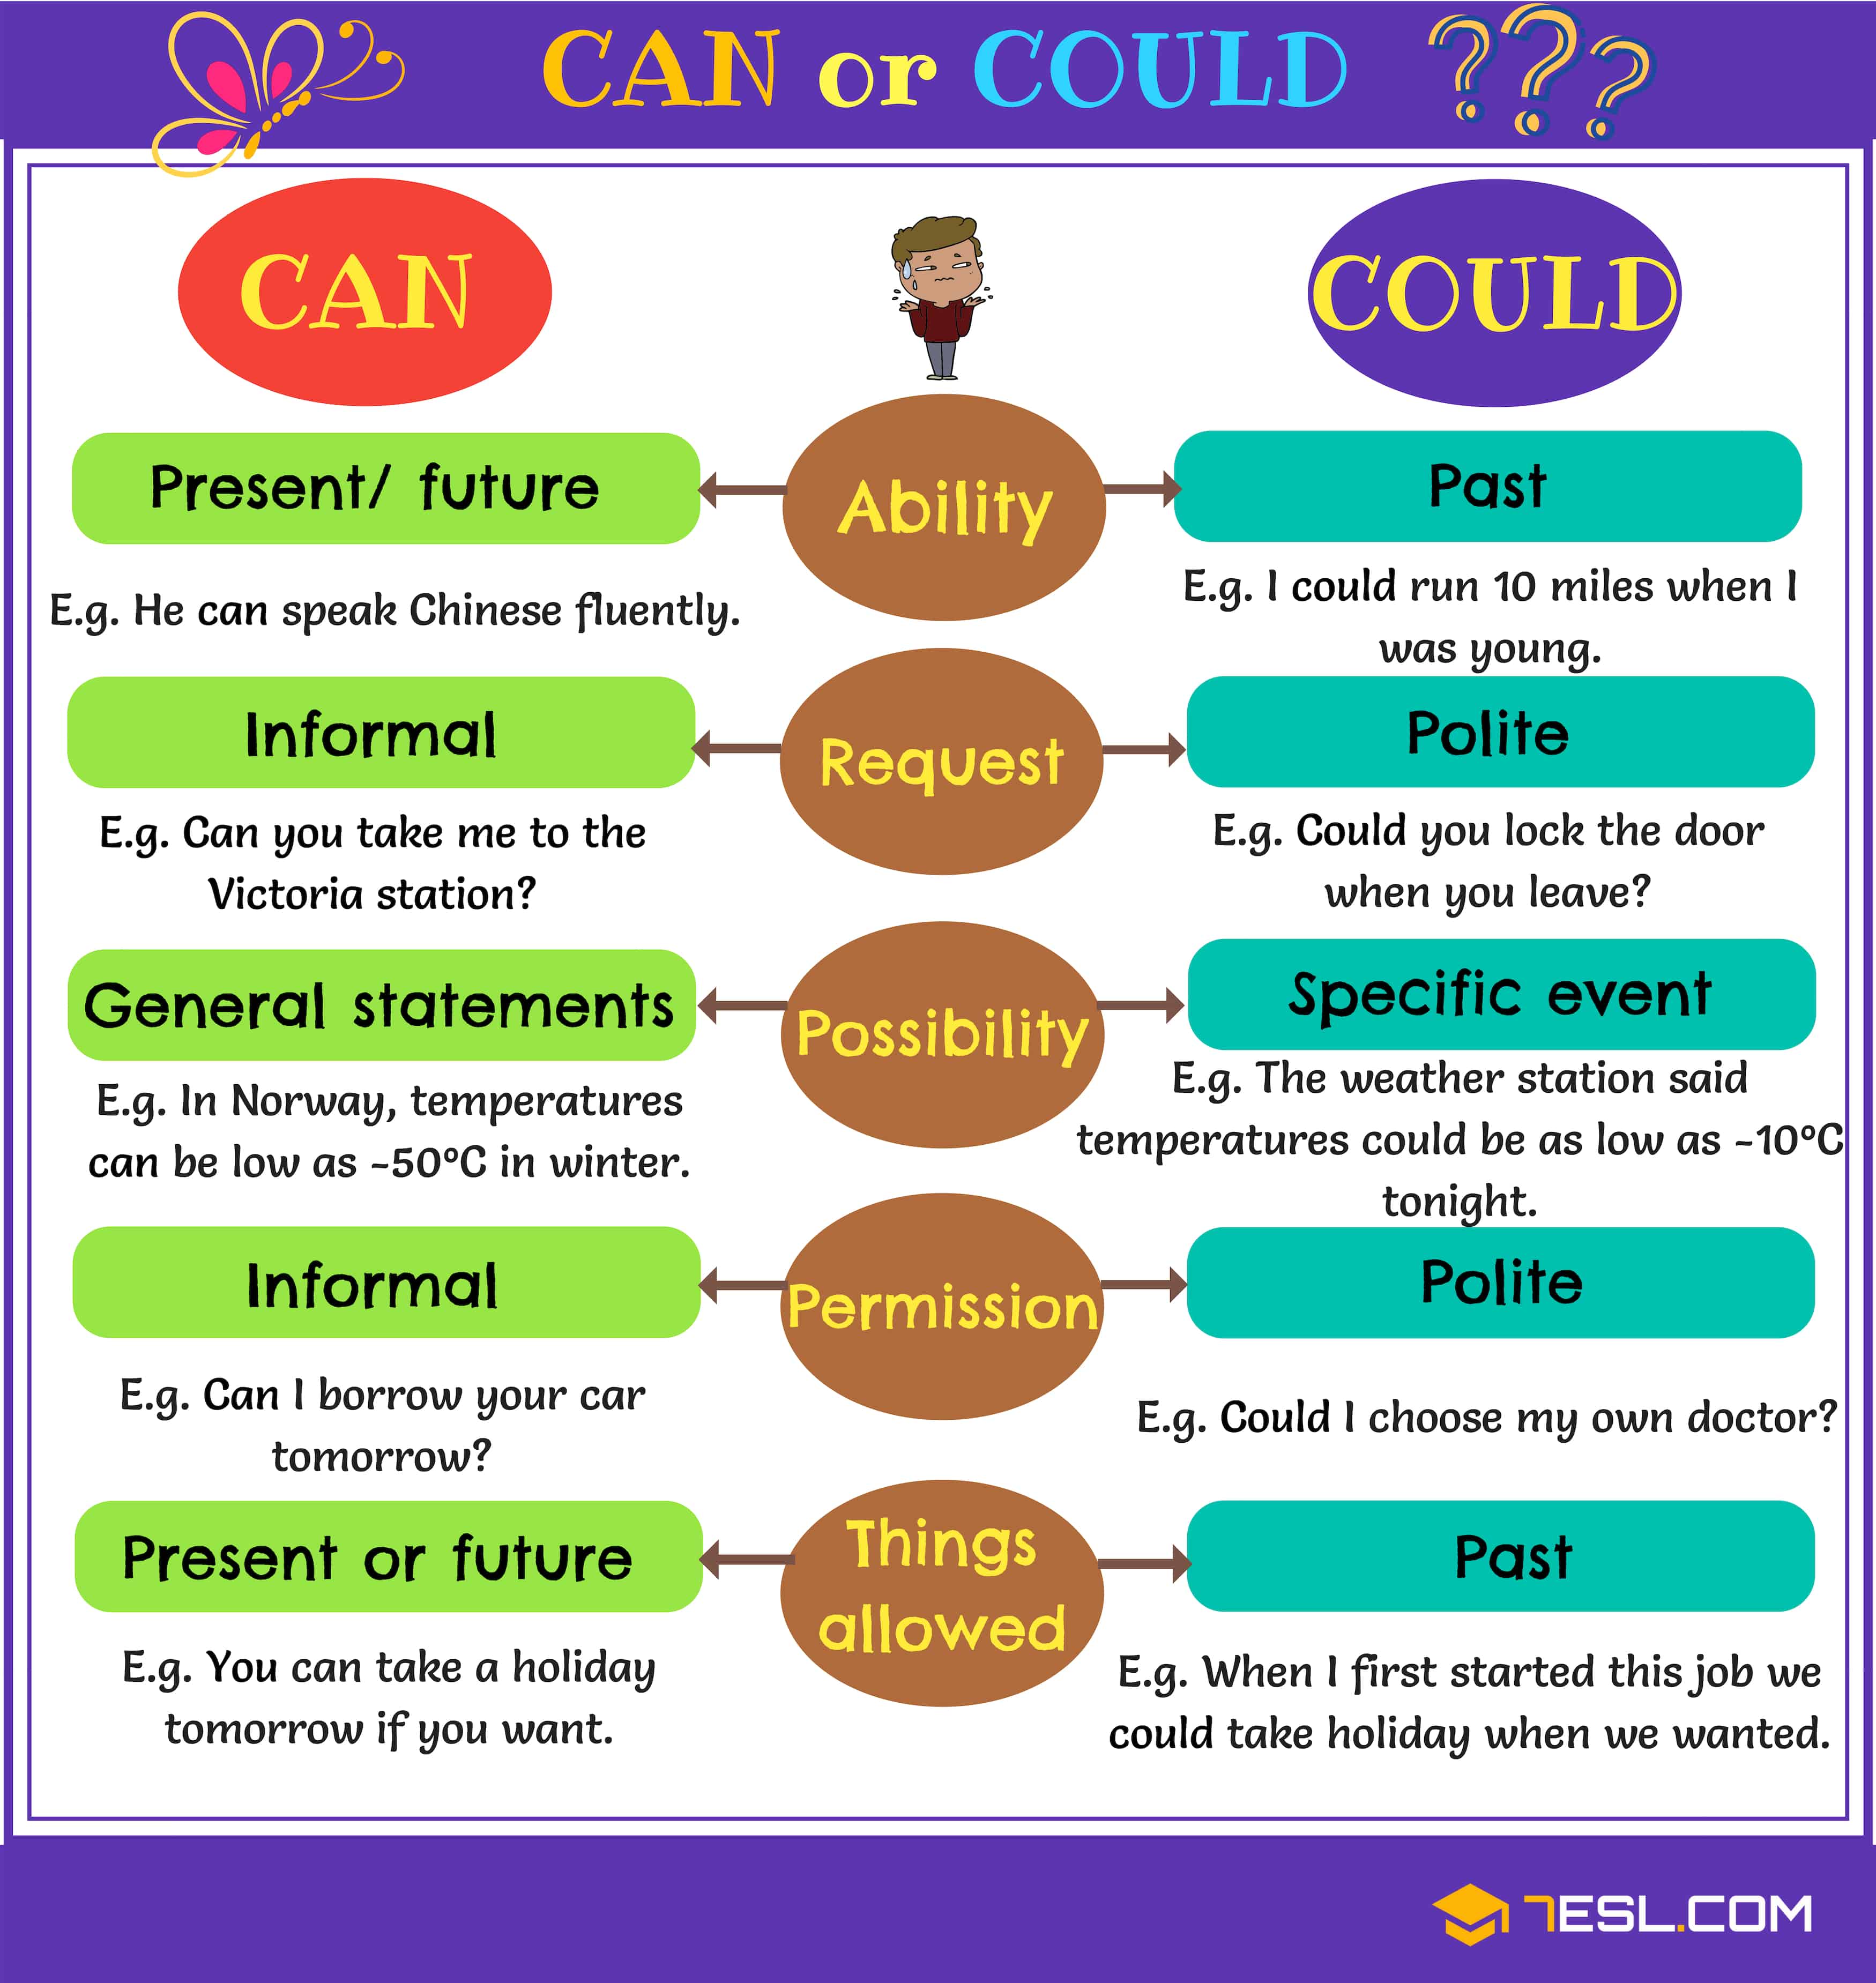 CAN or COULD ???
CAN
COULD
Present/ future
Ability
Past
E.g. He can speak Chinese fluently.
E.g. I could run 10 miles when I
was young.
Informal
Request
Polite
E.g. Can you take me to the
Victoria station?
E.g. Could you lock the door
when you leave?
General statements
Possibility
Specific event
E.g. In Norway, temperatures
can be low as -50ºC in winter.
E.g. The weather station said
temperatures could be as low as -10ºC
tonight.
Informal
Permission
Polite
E.g. Can I borrow your car
tomorrow?
E.g. Could I choose my own doctor?
Present or future
Things
allowed
Past
E.g. You can take a holiday
tomorrow if you want.
E.g. When I first started this job we
could take holiday when we wanted.
7ESL.COM